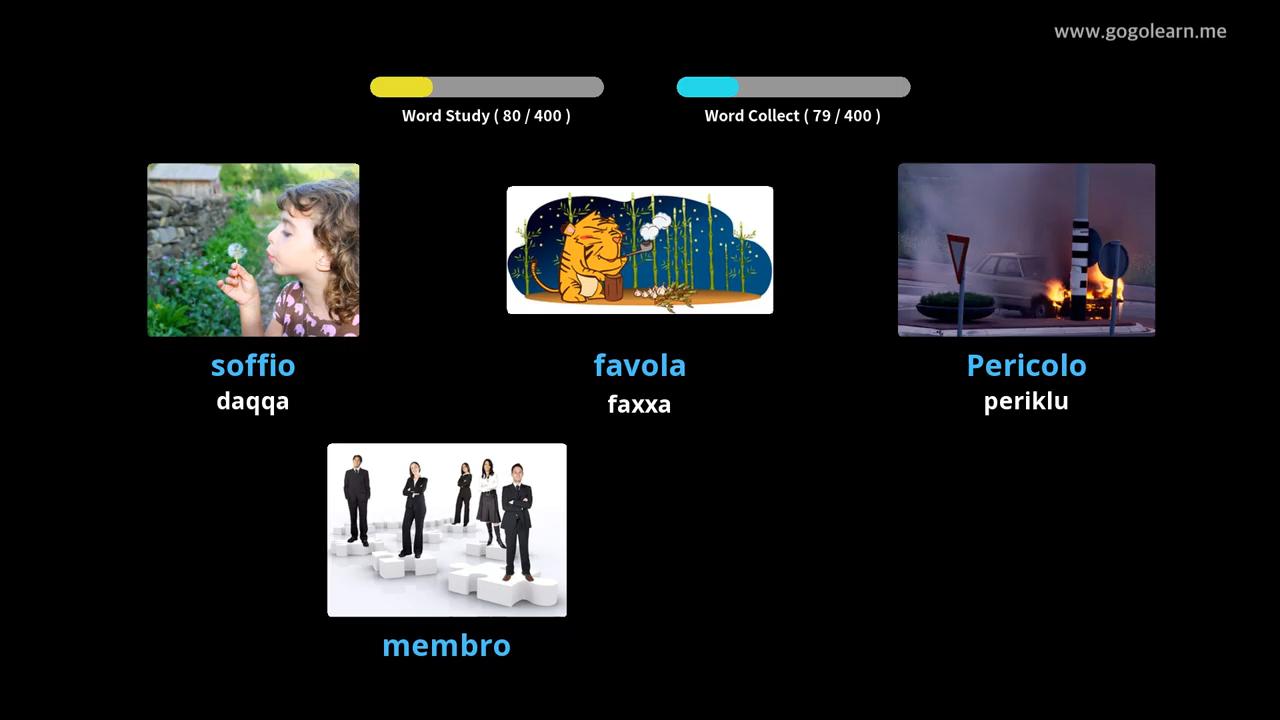 www.gogolearn.me
Word Study ( 80 / 400 )
Word Collect ( 79 / 400 )
soffio
daqqa
favola
faxxa
Pericolo
periklu
membro